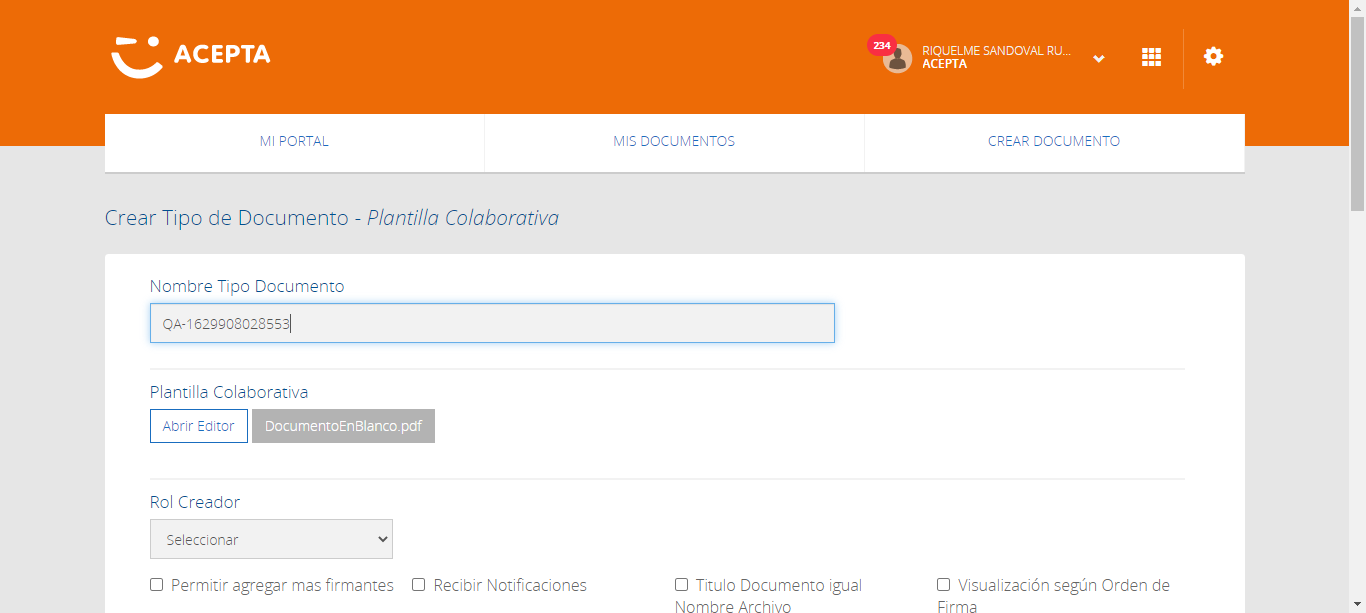 ACEPTA
234
RIQUELME SANDOVAL RU...
ACEPTA
MI PORTAL
MIS DOCUMENTOS
CREAR DOCUMENTO
Crear Tipo de Documento - Plantilla Colaborativa
Nombre Tipo Documento
QA-1629908028553
Plantilla Colaborativa
Abrir Editor
DocumentoEnBlanco.pdf
Rol Creador
Seleccionar
Permitir agregar mas firmantes
Recibir Notificaciones
Titulo Documento igual
Nombre Archivo
Visualización según Orden de
Firma